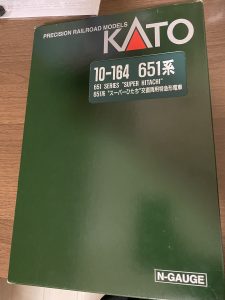 PRECISION RAILROAD MODELS
KATO
10-164 651系
651 SERIES "SUPER HITACHI"
651系 "スーパーひたち"交直両用特急形電車
N-GAUGE